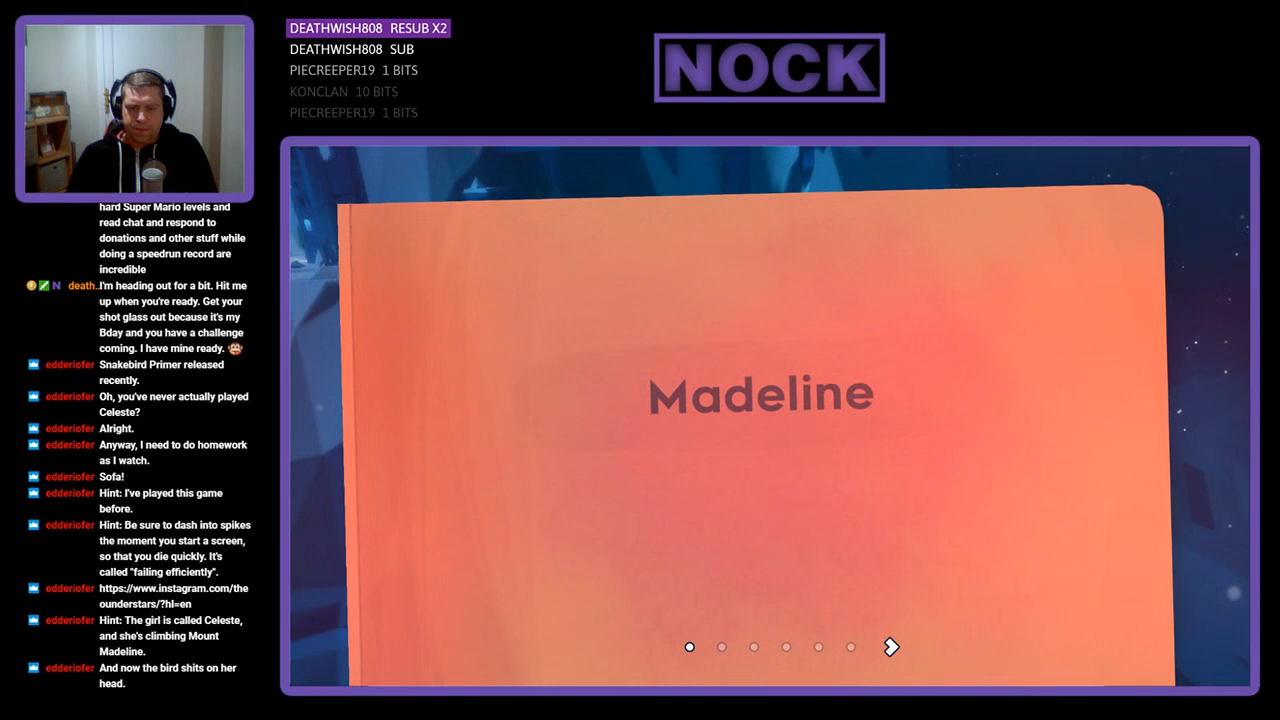 DEATHWISH808 RESUB X2
DEATHWISH808 SUB
PIECREEPER19 1 BITS
KONCLAN 10 BITS
PIECREEPER19 1 BITS
NOCK
hard Super Mario levels and
read chat and respond to
donations and other stuff while
doing a speedrun record are
incredible
N death..I'm heading out for a bit. Hit me
up when you're ready. Get your
shot glass out because it's my
Bday and you have a challenge
coming. I have mine ready.
edderiofer Snakebird Primer released
recently.
edderiofer Oh, you've never actually played
Celeste?
edderiofer Alright.
edderiofer Anyway, I need to do homework
as I watch.
edderiofer Sofa!
edderiofer Hint: I've played this game
before.
edderiofer Hint: Be sure to dash into spikes
the moment you start a screen,
so that you die quickly. It's
called "failing efficiently".
edderiofer https://www.instagram.com/the
ounderstars/?hl=en
edderiofer Hint: The girl is called Celeste,
and she's climbing Mount
Madeline.
edderiofer And now the bird shits on her
head.
Madeline